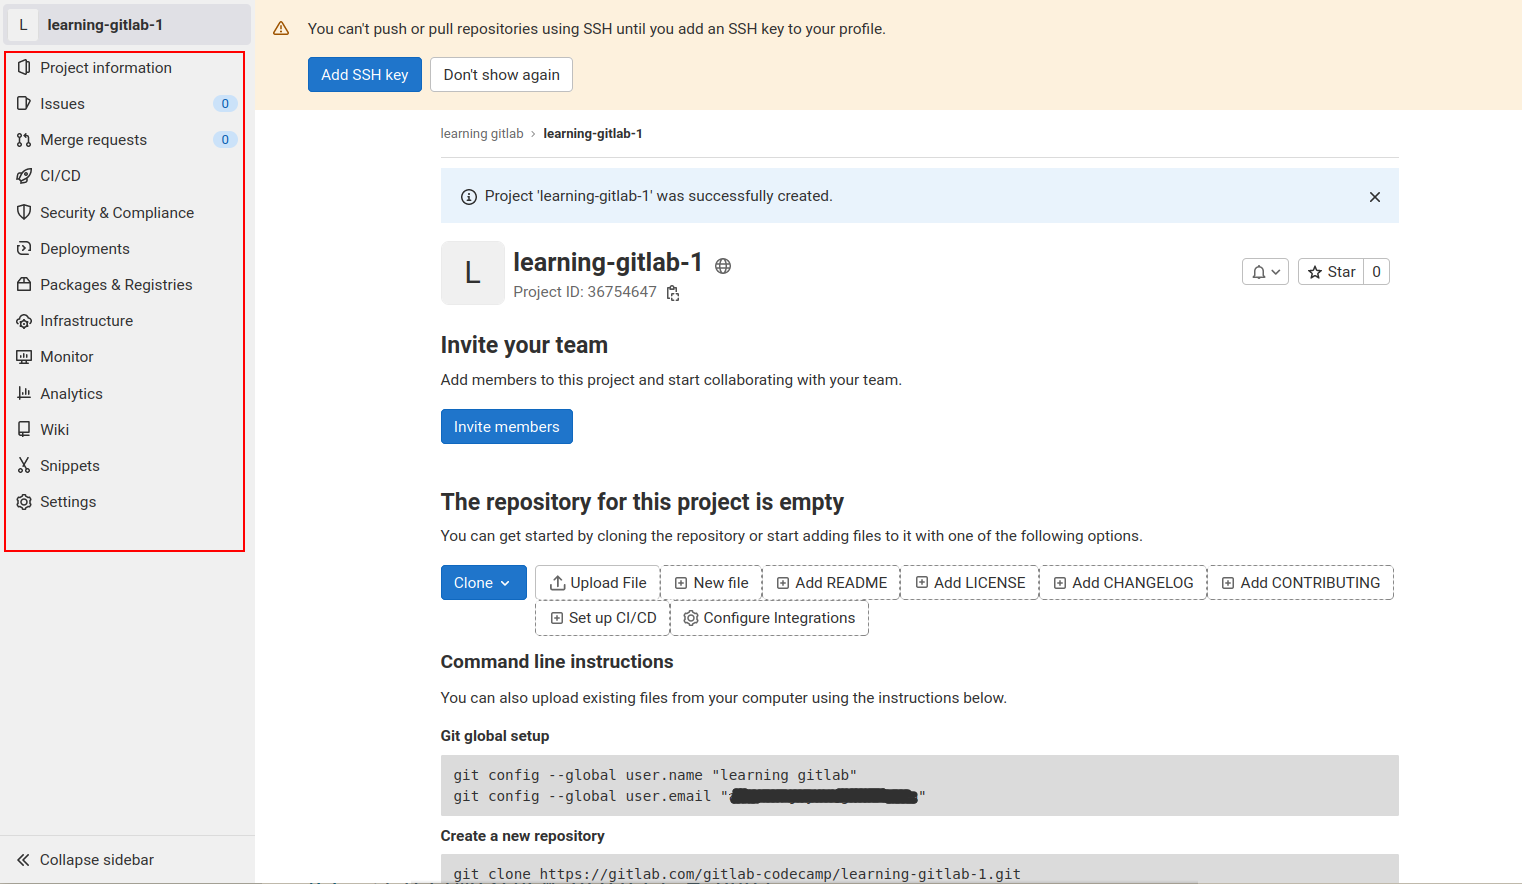 L learning-gitlab-1
Project information
Issues 0
Merge requests 0
CI/CD
Security & Compliance
Deployments
Packages & Registries
Infrastructure
Monitor
Analytics
Wiki
Snippets
Settings
Collapse sidebar
You can't push or pull repositories using SSH until you add an SSH key to your profile.
Add SSH key Don't show again
learning gitlab › learning-gitlab-1
Project 'learning-gitlab-1' was successfully created.
L
learning-gitlab-1
Project ID: 36754647
Star 0
Invite your team
Add members to this project and start collaborating with your team.
Invite members
The repository for this project is empty
You can get started by cloning the repository or start adding files to it with one of the following options.
Clone Upload File New file Add README Add LICENSE Add CHANGELOG Add CONTRIBUTING
Set up CI/CD Configure Integrations
Command line instructions
You can also upload existing files from your computer using the instructions below.
Git global setup
git config --global user.name "learning gitlab"
git config --global user.email " "
Create a new repository
git clone https://gitlab.com/gitlab-codecamp/learning-gitlab-1.git